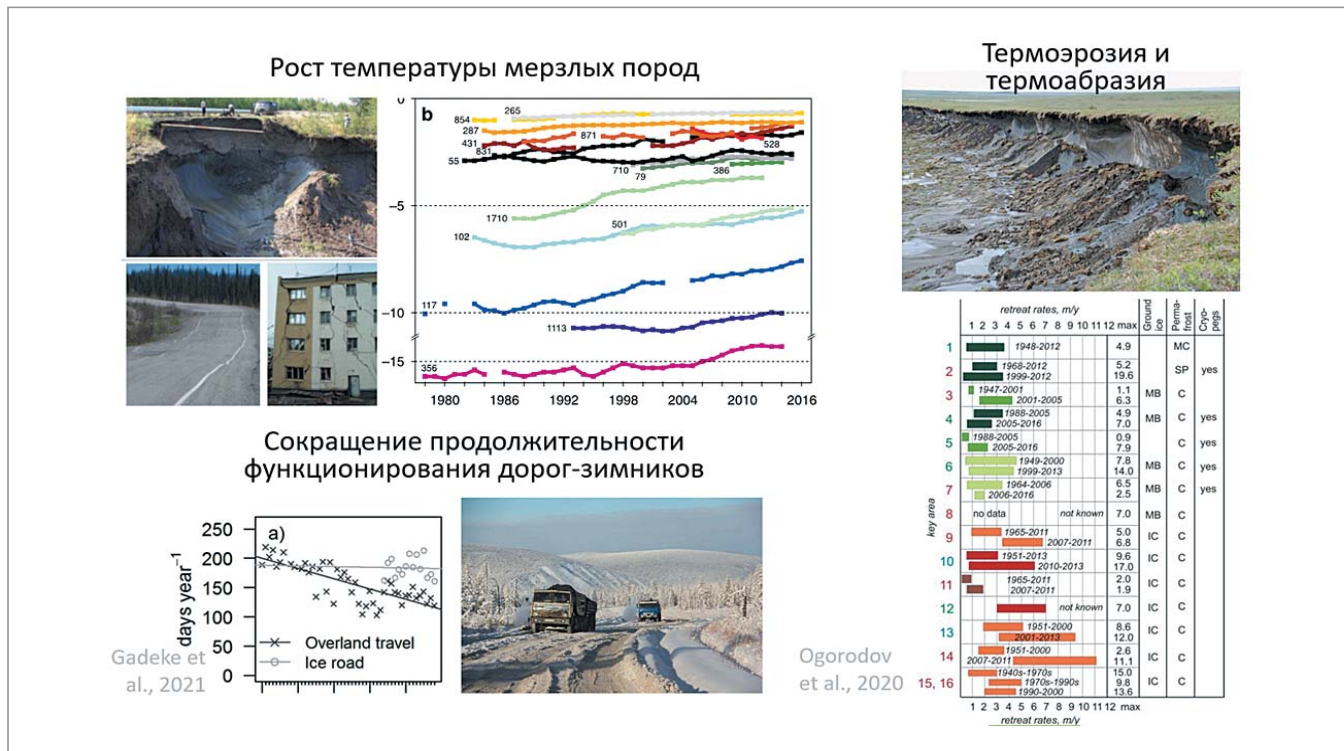 Рост температуры мерзлых пород
b
0
−5
−10
−15
854
265
287
431
831
871
528
55
710
79
386
1710
102
501
117
1113
356
1980 1986 1992 1998 2004 2010 2016
Термоэрозия и
термоабразия
retreat rates, m/y
1 2 3 4 5 6 7 8 9 10 11 12 max
Ground ice
Perma-frost
Cryo-pegs
key area
1 1948-2012 4.9 MC
2 1968-2012 5.2 SP yes
1999-2012 19.6
3 1947-2001 1.1 MB C
2001-2005 6.3
4 1988-2005 4.9 MB C yes
2005-2016 7.0
5 1988-2005 0.9 C yes
2005-2016 7.9
6 1949-2000 7.8 MB C yes
1999-2013 14.0
7 1964-2006 6.5 MB C yes
2006-2016 2.5
8 no data not known 7.0 MB C
9 1965-2011 5.0 IC C
2007-2011 6.8
10 1951-2013 9.6 IC C
2010-2013 17.0
11 1965-2011 2.0 IC C
2007-2011 1.9
12 not known 7.0 IC C
13 1951-2000 8.6 IC C
2001-2013 12.0
14 1951-2000 2.6 IC C
2007-2011 11.1
15, 16 1940s-1970s 15.0 IC C
1970s-1990s 9.8
1990-2000 13.6
1 2 3 4 5 6 7 8 9 10 11 12 max
retreat rates, m/y
Ogorodov
et al., 2020
Сокращение продолжительности
функционирования дорог-зимников
a)
days year⁻¹
250
200
150
100
50
0
Overland travel
Ice road
Gadeke et
al., 2021